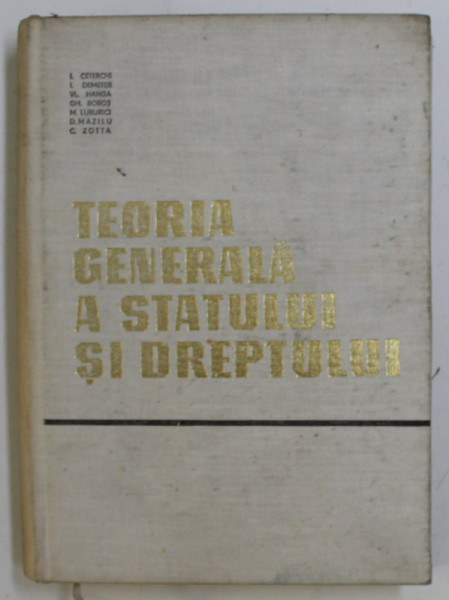 I. CETERCHI
I. DEMETER
VL. HANGA
GH. BOBOȘ
M. LUBURICI
D. MAZILU
C. ZOTTA
TEORIA
GENERALĂ
A STATULUI
ȘI DREPTULUI